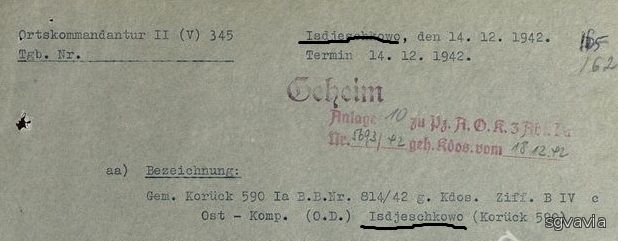 Ortskommandantur II (V) 345
Isdjeschkowo, den 14. 12. 1942.
Tgb. Nr.
Termin 14. 12. 1942.
165
162
Geheim
Anlage 10 zu Pz. A. O. K. 3 Abt. Ia
Nr. 5693/42 geh. Kdos. vom 18.12.42
aa) Bezeichnung:
Gem. Korück 590 Ia B.B.Nr. 814/42 g. Kdos. Ziff. B IV c
Ost - Komp. (O.D.) Isdjeschkowo (Korück 590)
sgvavia